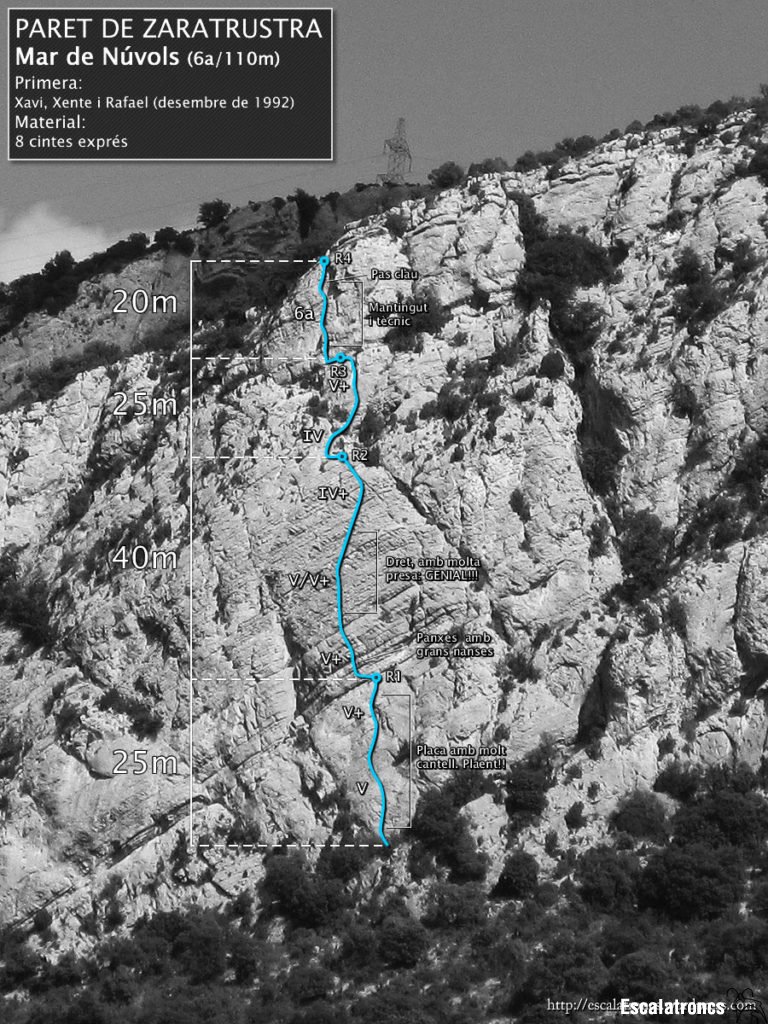 PARET DE ZARATRUSTRA
Mar de Núvols (6a/110m)
Primera:
Xavi, Xente i Rafael (desembre de 1992)
Material:
8 cintes exprés
R4
Pas clau
20m
6a
Mantingut
i tècnic
R3
V+
25m
IV
R2
IV+
40m
Dret, amb molta
presa: GENIAL!!!
V/V+
Panxes amb
grans nanses
V+
R1
V+
Placa amb molt
cantell. Plaent!!
25m
V
Escalatroncs